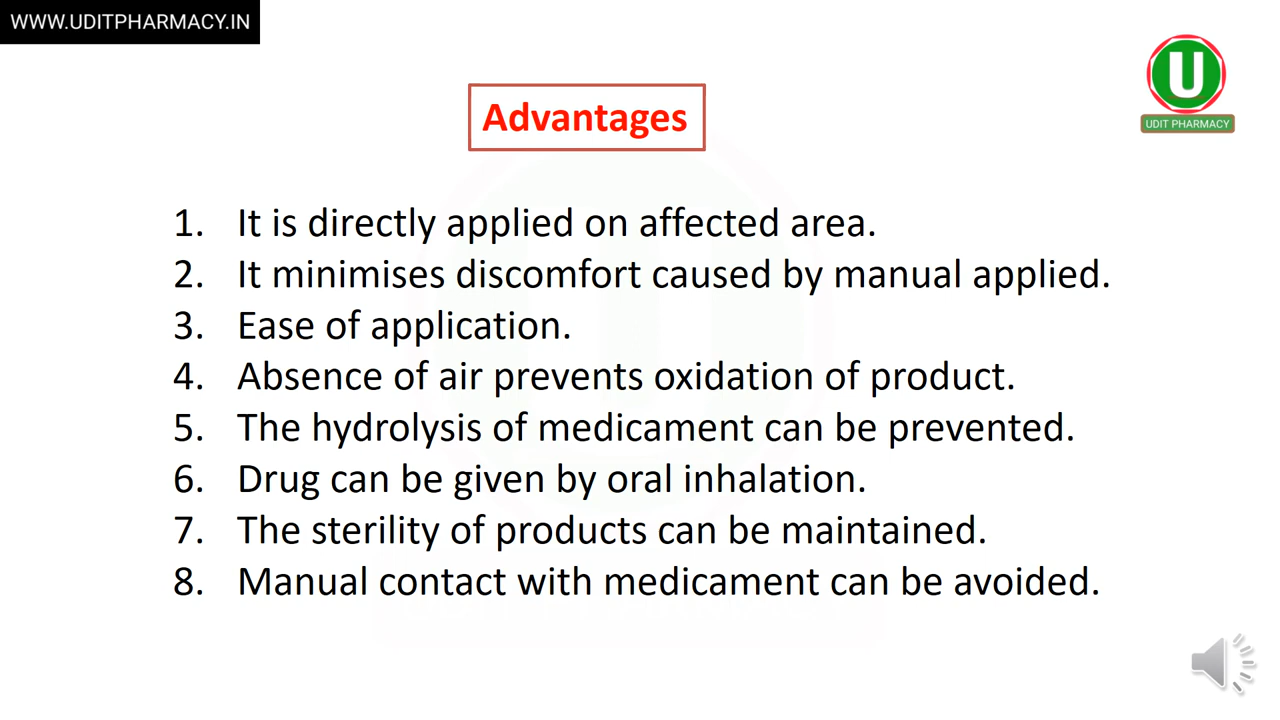 WWW.UDITPHARMACY.IN
U
UDIT PHARMACY
Advantages
1. It is directly applied on affected area.
2. It minimises discomfort caused by manual applied.
3. Ease of application.
4. Absence of air prevents oxidation of product.
5. The hydrolysis of medicament can be prevented.
6. Drug can be given by oral inhalation.
7. The sterility of products can be maintained.
8. Manual contact with medicament can be avoided.